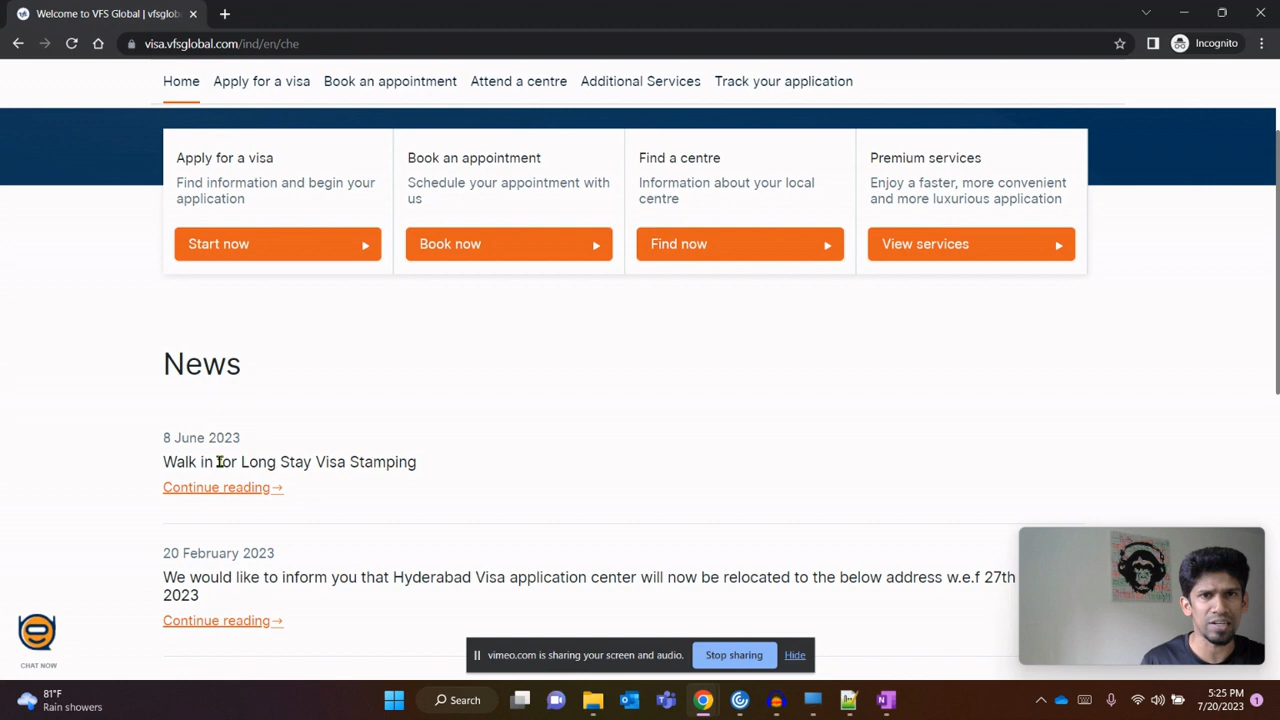 Welcome to VFS Global | vfsglob
visa.vfsglobal.com/ind/en/che
Incognito
Home Apply for a visa Book an appointment Attend a centre Additional Services Track your application
Apply for a visa
Find information and begin your
application
Start now
Book an appointment
Schedule your appointment with
us
Book now
Find a centre
Information about your local
centre
Find now
Premium services
Enjoy a faster, more convenient
and more luxurious application
View services
News
8 June 2023
Walk in for Long Stay Visa Stamping
Continue reading→
20 February 2023
We would like to inform you that Hyderabad Visa application center will now be relocated to the below address w.e.f 27th
2023
Continue reading→
CHAT NOW
vimeo.com is sharing your screen and audio. Stop sharing Hide
81°F
Rain showers
Search
5:25 PM
7/20/2023
1